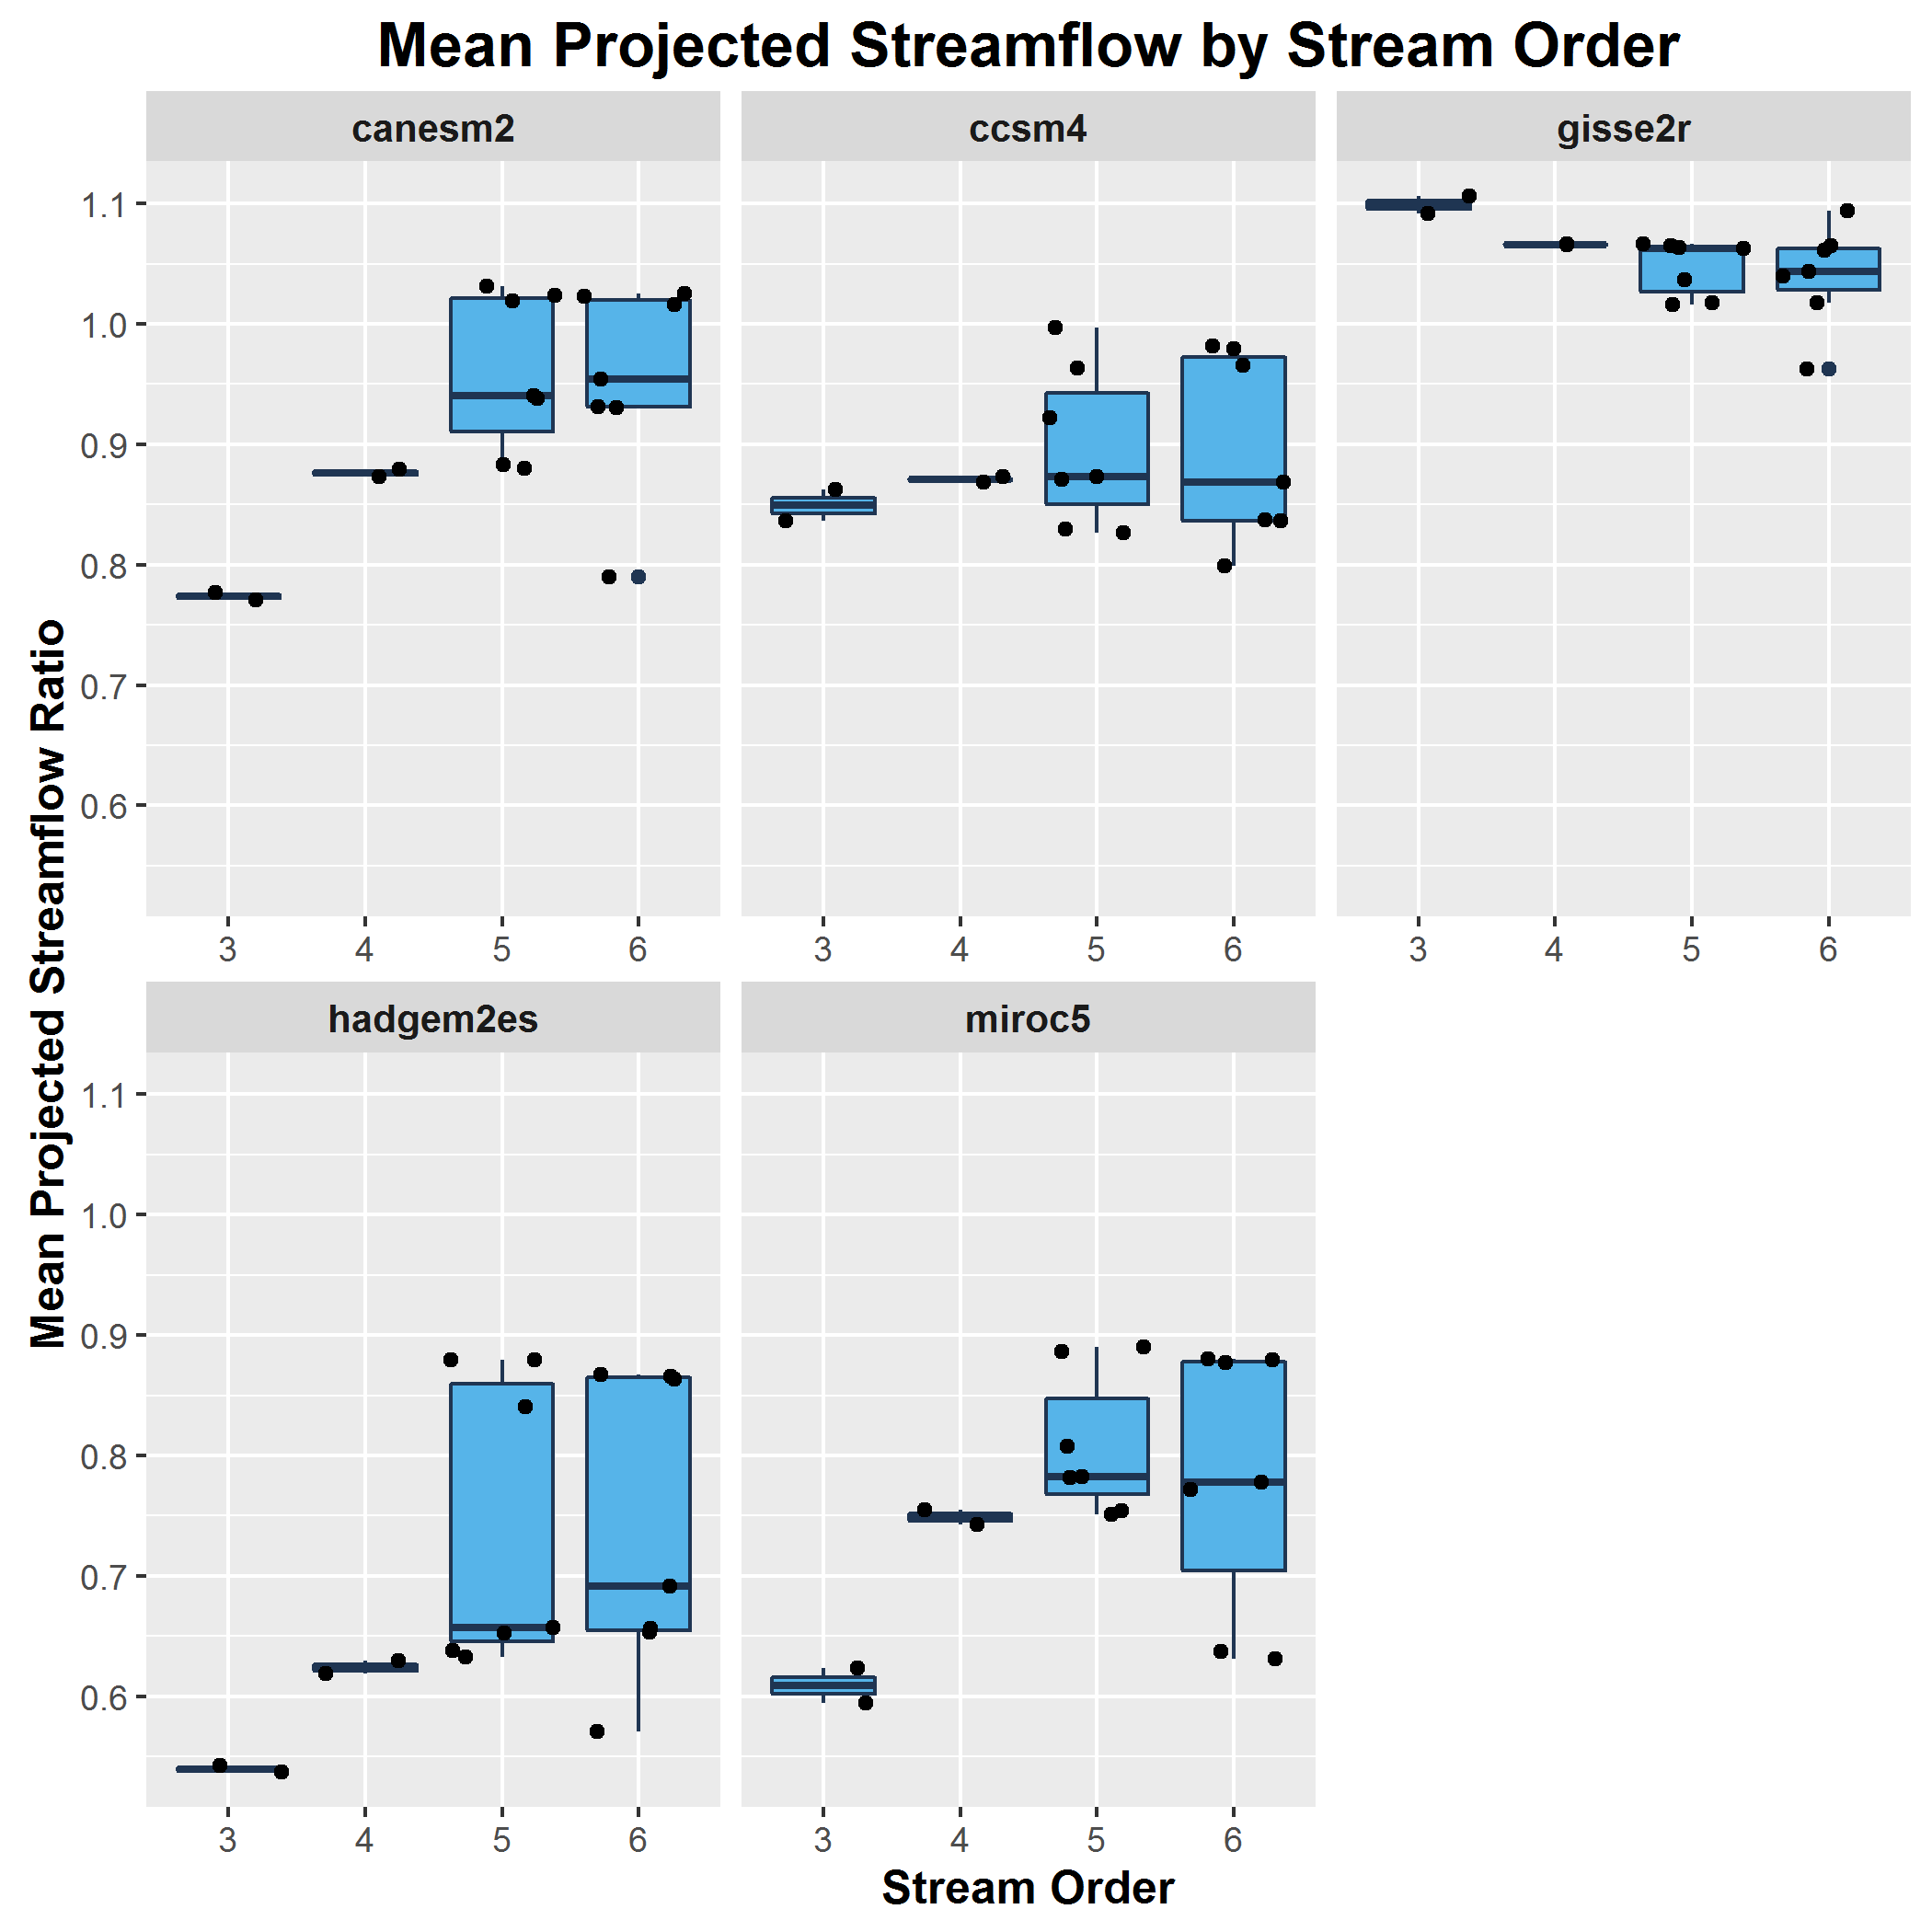 Mean Projected Streamflow by Stream Order
canesm2 ccsm4 gisse2r
1.1
1.0
0.9
0.8
0.7
0.6
3 4 5 6 3 4 5 6 3 4 5 6
Mean Projected Streamflow Ratio
hadgem2es miroc5
1.1
1.0
0.9
0.8
0.7
0.6
3 4 5 6 3 4 5 6
Stream Order